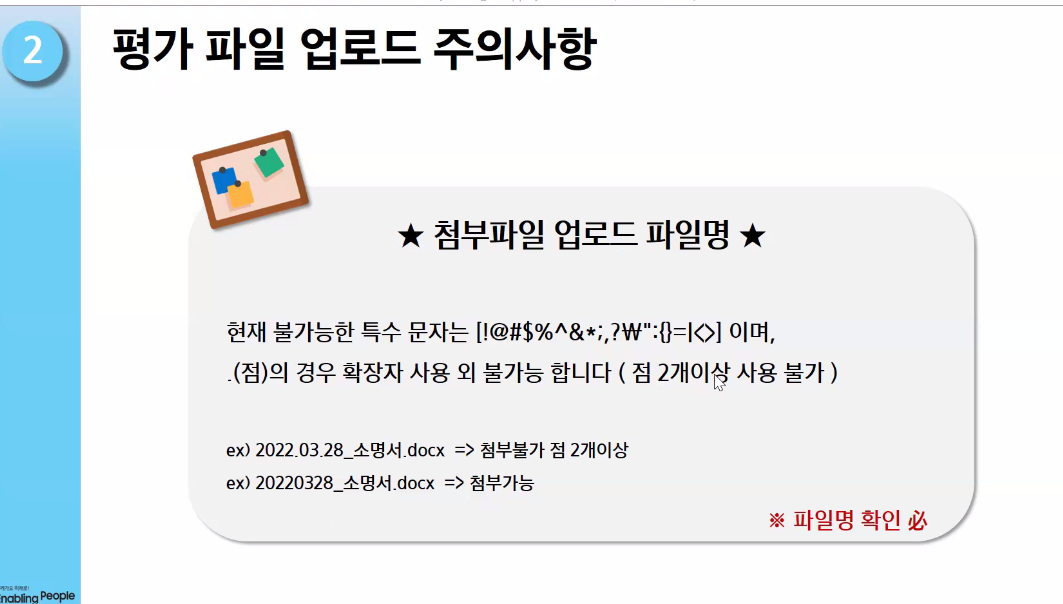 2
평가 파일 업로드 주의사항
★ 첨부파일 업로드 파일명 ★
현재 불가능한 특수 문자는 [!@#$%^&*;,?₩":{}=|<>] 이며,
.(점)의 경우 확장자 사용 외 불가능 합니다 ( 점 2개이상 사용 불가 )
ex) 2022.03.28_소명서.docx => 첨부불가 점 2개이상
ex) 20220328_소명서.docx => 첨부가능
※ 파일명 확인 必
Enabling People